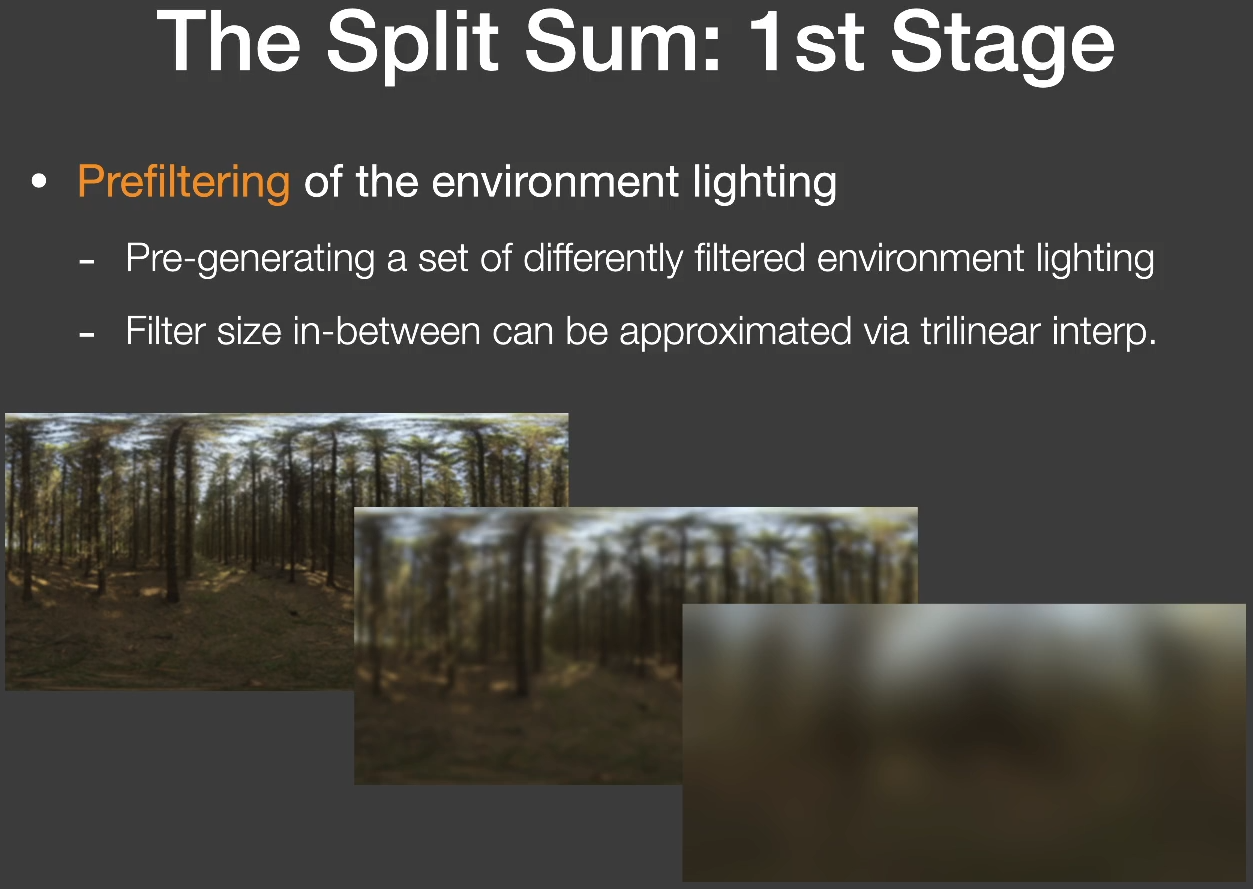 The Split Sum: 1st Stage
• Prefiltering of the environment lighting
- Pre-generating a set of differently filtered environment lighting
- Filter size in-between can be approximated via trilinear interp.